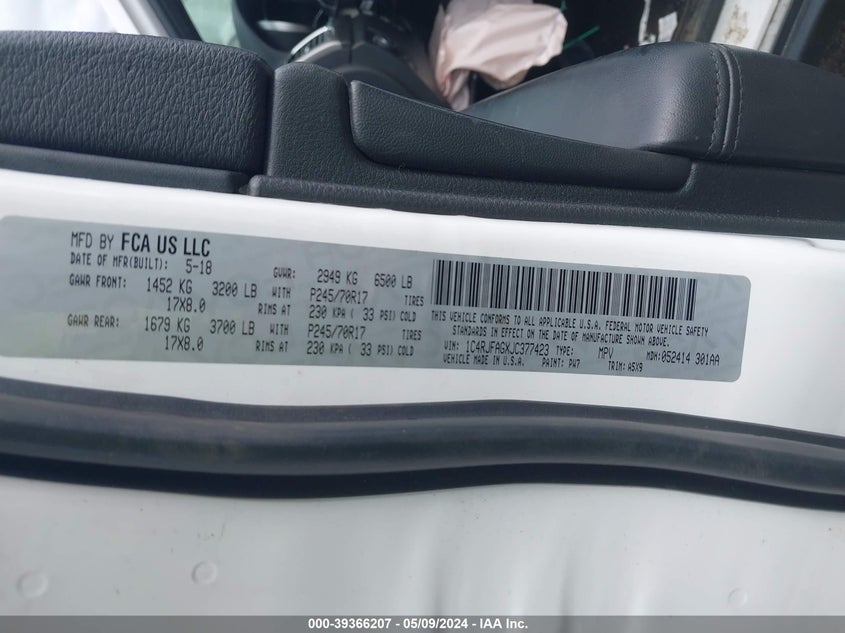 MFD BY FCA US LLC
DATE OF MFR(BUILT): 5-18
GVWR: 2949 KG 6500 LB
GAWR FRONT: 1452 KG 3200 LB WITH P245/70R17 TIRES
17X8.0 RIMS AT 230 KPA ( 33 PSI) COLD
GAWR REAR: 1679 KG 3700 LB WITH P245/70R17 TIRES
17X8.0 RIMS AT 230 KPA ( 33 PSI) COLD
THIS VEHICLE CONFORMS TO ALL APPLICABLE U.S.A. FEDERAL MOTOR VEHICLE SAFETY
STANDARDS IN EFFECT ON THE DATE OF MANUFACTURE SHOWN ABOVE.
VIN: 1C4RJFAGXJC377423 TYPE: MPV MDH: 052414 301AA
VEHICLE MADE IN U.S.A. PAINT: PW7 TRIM: A5X9
000-39366207 - 05/09/2024 - IAA Inc.